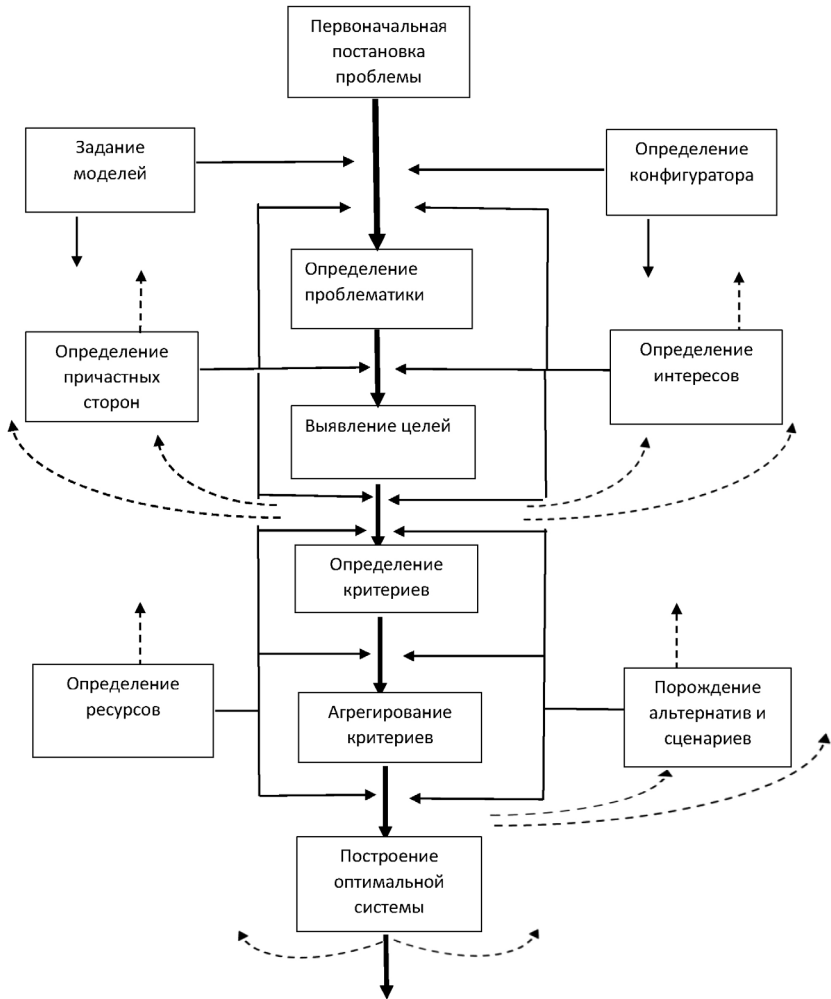 Первоначальная
постановка
проблемы
Задание
моделей
Определение
конфигуратора
Определение
проблематики
Определение
причастных
сторон
Определение
интересов
Выявление целей
Определение
критериев
Определение
ресурсов
Агрегирование
критериев
Порождение
альтернатив и
сценариев
Построение
оптимальной
системы